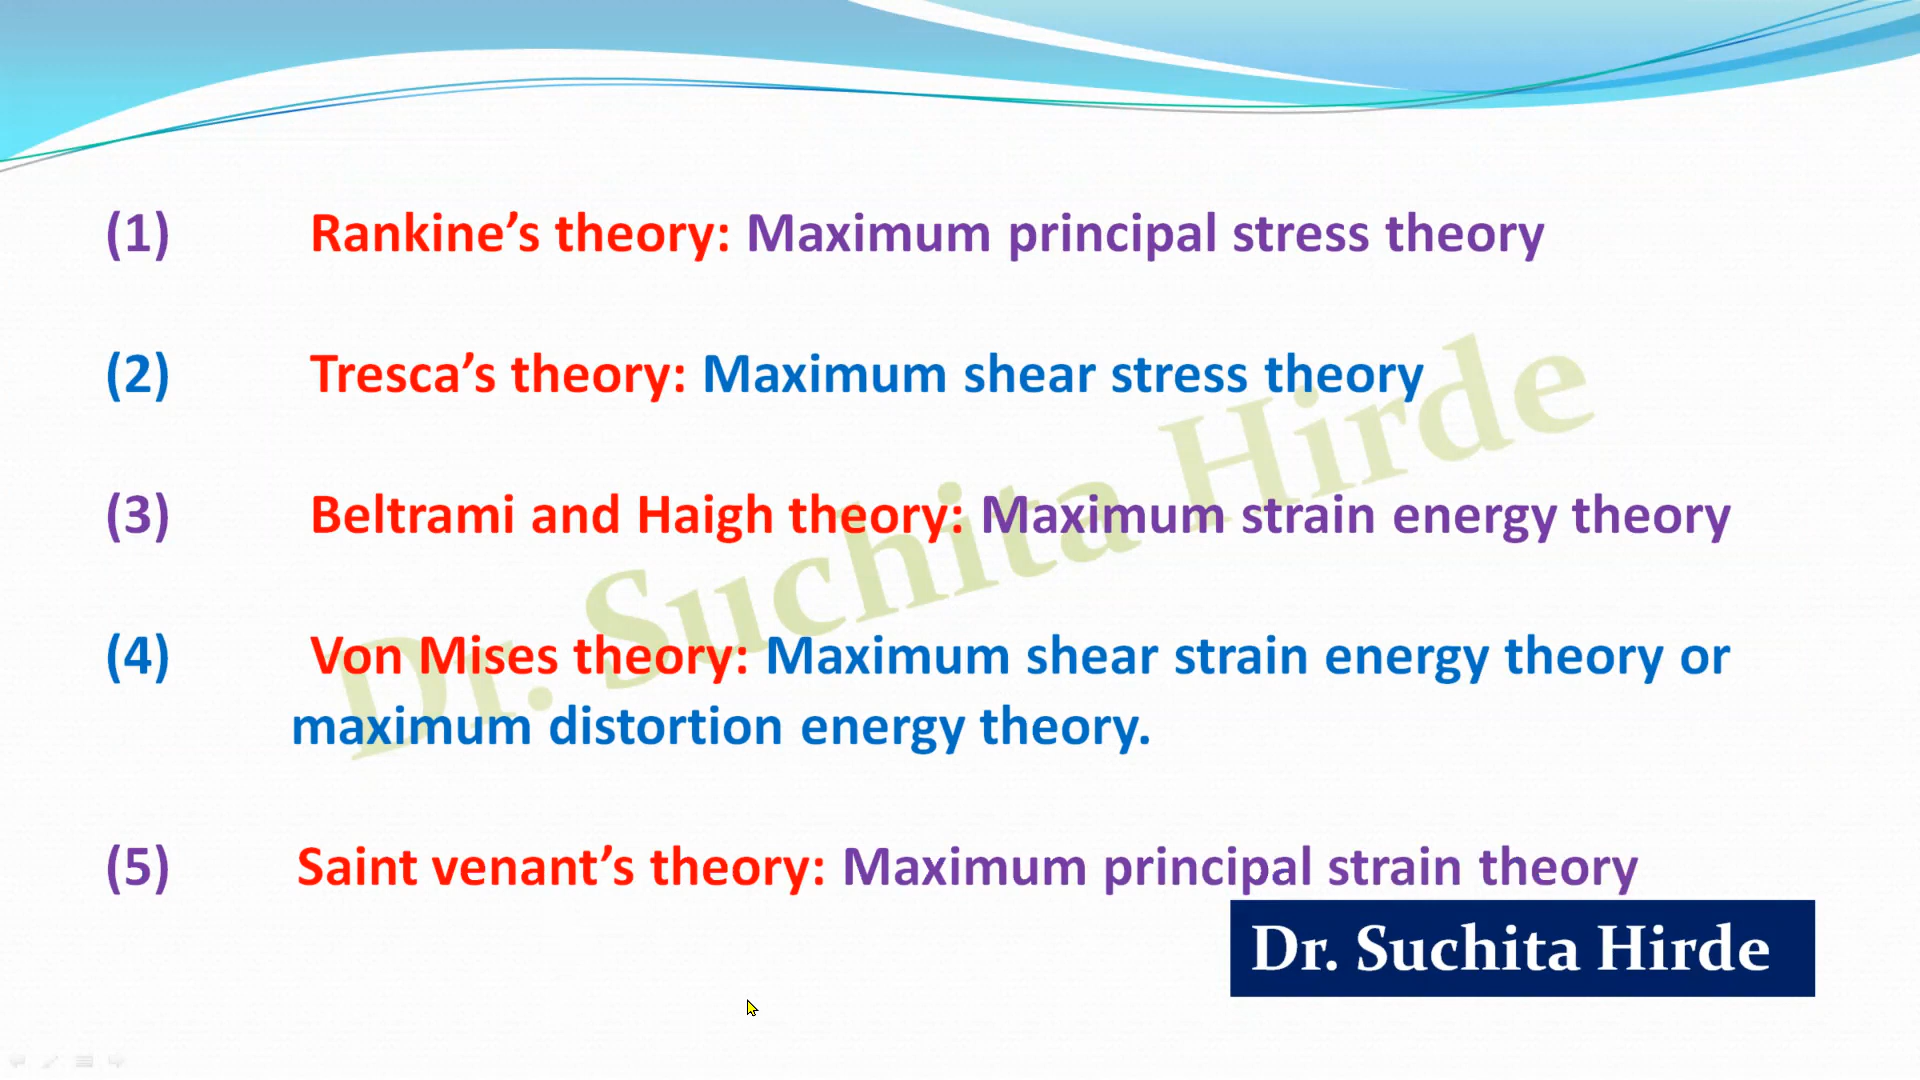 (1) Rankine’s theory: Maximum principal stress theory
(2) Tresca’s theory: Maximum shear stress theory
(3) Beltrami and Haigh theory: Maximum strain energy theory
(4) Von Mises theory: Maximum shear strain energy theory or
maximum distortion energy theory.
(5) Saint venant’s theory: Maximum principal strain theory
Dr. Suchita Hirde
Dr. Suchita Hirde